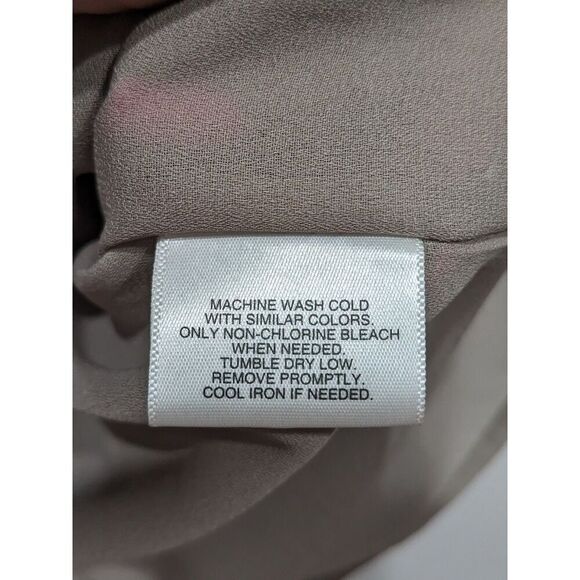 MACHINE WASH COLD
WITH SIMILAR COLORS.
ONLY NON-CHLORINE BLEACH
WHEN NEEDED.
TUMBLE DRY LOW.
REMOVE PROMPTLY.
COOL IRON IF NEEDED.